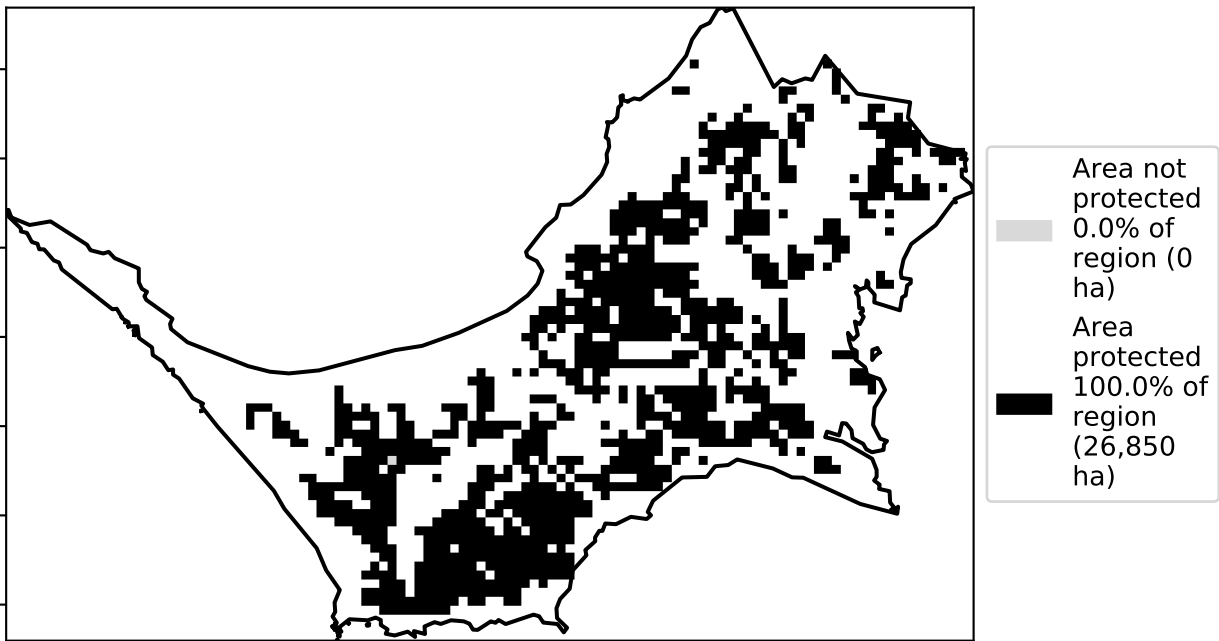 Area not
protected
0.0% of
region (0
ha)
Area
protected
100.0% of
region
(26,850
ha)